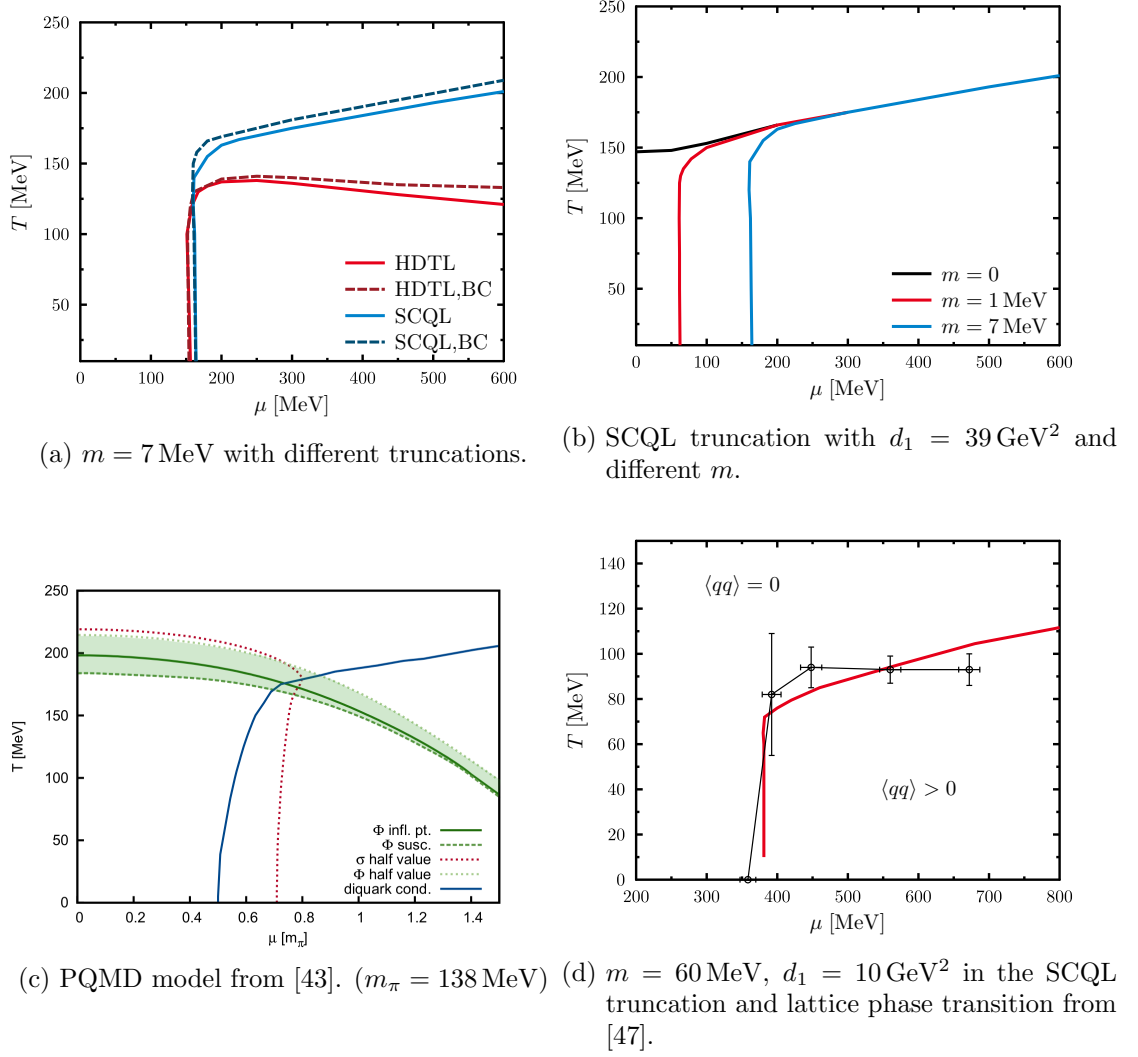 250
200
150
100
50
T [MeV]
HDTL
HDTL,BC
SCQL
SCQL,BC
0 100 200 300 400 500 600
μ [MeV]
(a) m = 7 MeV with different truncations.
250
200
150
100
50
T [MeV]
m = 0
m = 1 MeV
m = 7 MeV
0 100 200 300 400 500 600
μ [MeV]
(b) SCQL truncation with d₁ = 39 GeV² and
different m.
250
200
150
100
50
0
T [MeV]
Φ infl. pt.
Φ susc.
σ half value
Φ half value
diquark cond.
0 0.2 0.4 0.6 0.8 1 1.2 1.4
μ [m_π]
(c) PQMD model from [43]. (m_π = 138 MeV)
140
120
100
80
60
40
20
0
T [MeV]
⟨qq⟩ = 0
⟨qq⟩ > 0
200 300 400 500 600 700 800
μ [MeV]
(d) m = 60 MeV, d₁ = 10 GeV² in the SCQL
truncation and lattice phase transition from
[47].